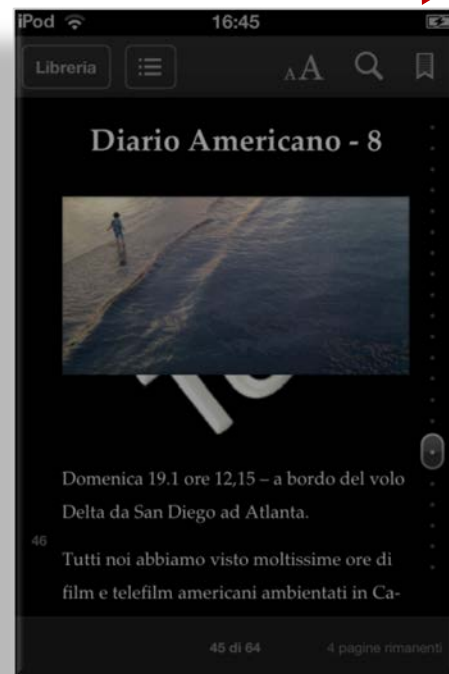 iPod 16:45
Libreria AA
Diario Americano - 8
Domenica 19.1 ore 12,15 – a bordo del volo
Delta da San Diego ad Atlanta.
46
Tutti noi abbiamo visto moltissime ore di
film e telefilm americani ambientati in Ca-
45 di 64 4 pagine rimanenti